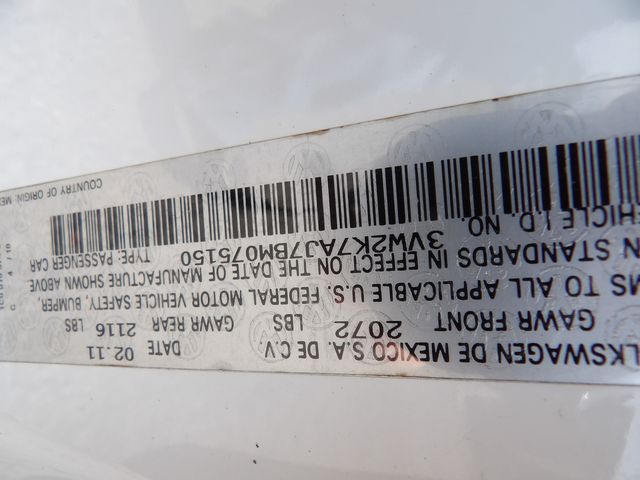 LKSWAGEN DE MEXICO S.A. DE C.V. DATE 02.11
GAWR FRONT 2072 LBS GAWR REAR 2116 LBS
MS TO ALL APPLICABLE U.S. FEDERAL MOTOR VEHICLE SAFETY, BUMPER,
N STANDARDS IN EFFECT ON THE DATE OF MANUFACTURE SHOWN ABOVE
VEHICLE I.D. NO. 3VW2K7AJ7BM075150 TYPE: PASSENGER CAR
COUNTRY OF ORIGIN: ME